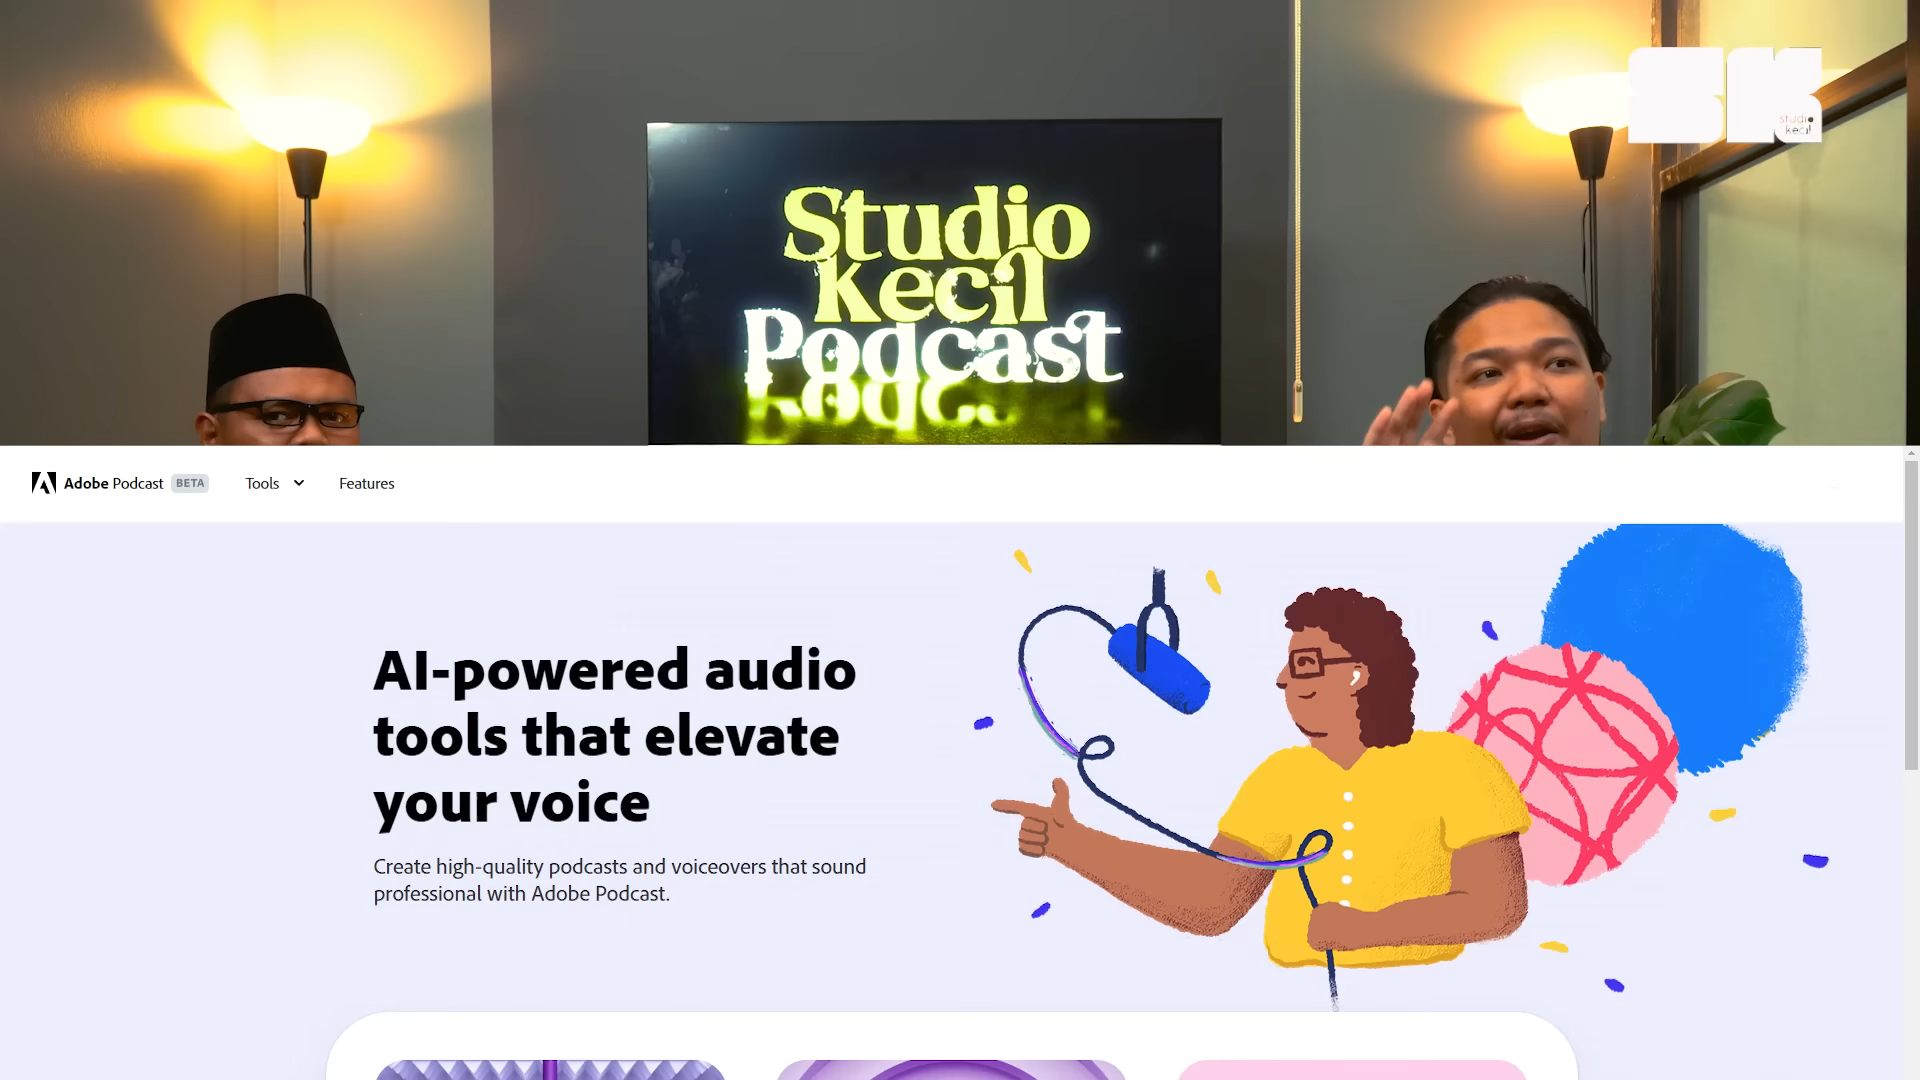 studio
kecil
Studio
kecil
Podcast
Adobe Podcast BETA Tools Features
AI-powered audio
tools that elevate
your voice
Create high-quality podcasts and voiceovers that sound
professional with Adobe Podcast.